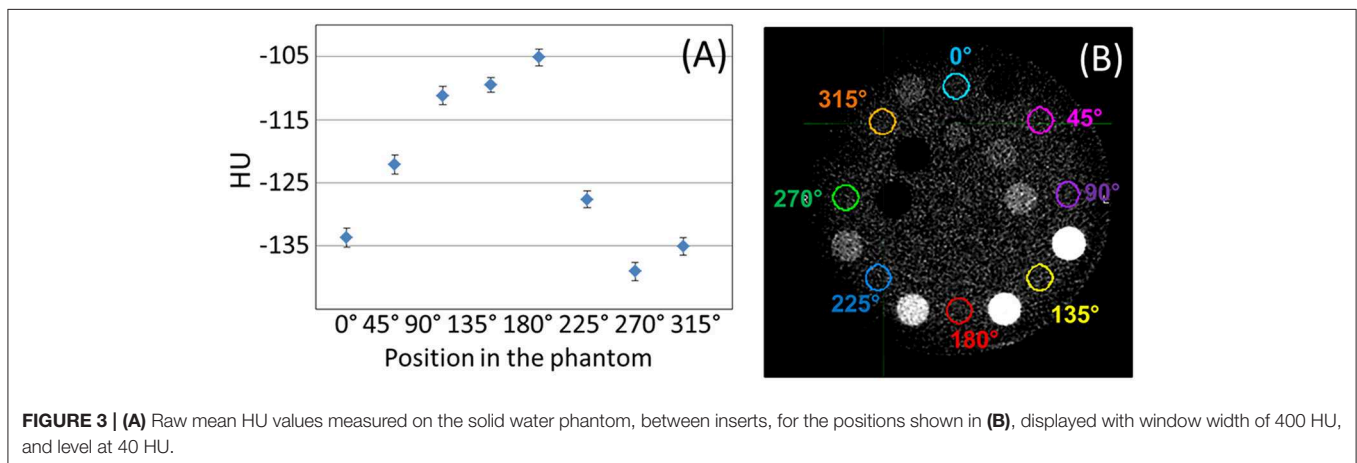 (A)
-105
-115
-125
-135
HU
0° 45° 90° 135° 180° 225° 270° 315°
Position in the phantom
(B)
0°
315°
45°
270°
90°
225°
135°
180°
FIGURE 3 | (A) Raw mean HU values measured on the solid water phantom, between inserts, for the positions shown in (B), displayed with window width of 400 HU,
and level at 40 HU.